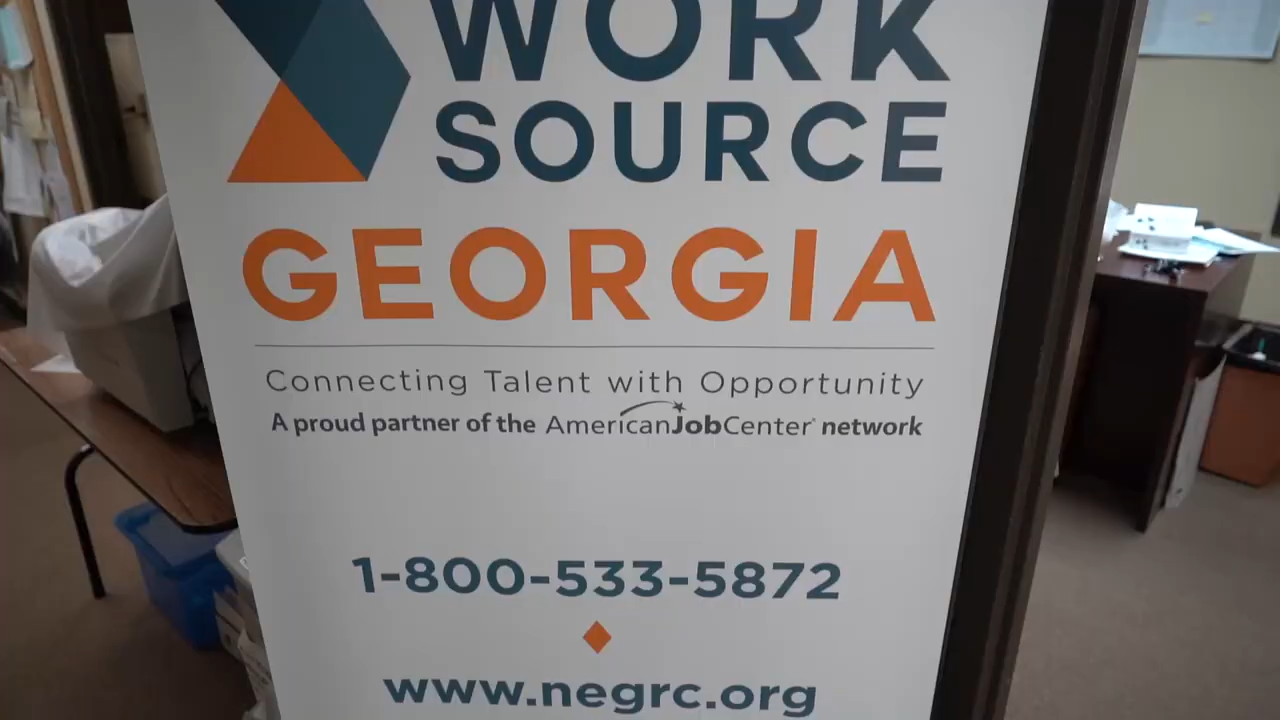 WORK
SOURCE
GEORGIA
Connecting Talent with Opportunity
A proud partner of the AmericanJobCenter network
1-800-533-5872
www.negrc.org